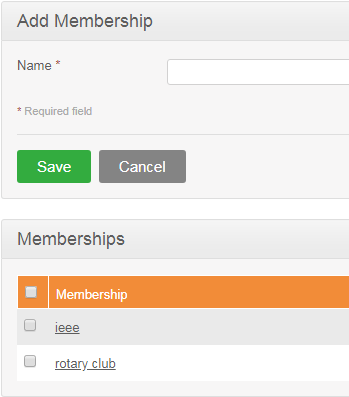 Add Membership
Name *
* Required field
Save Cancel
Memberships
Membership
ieee
rotary club